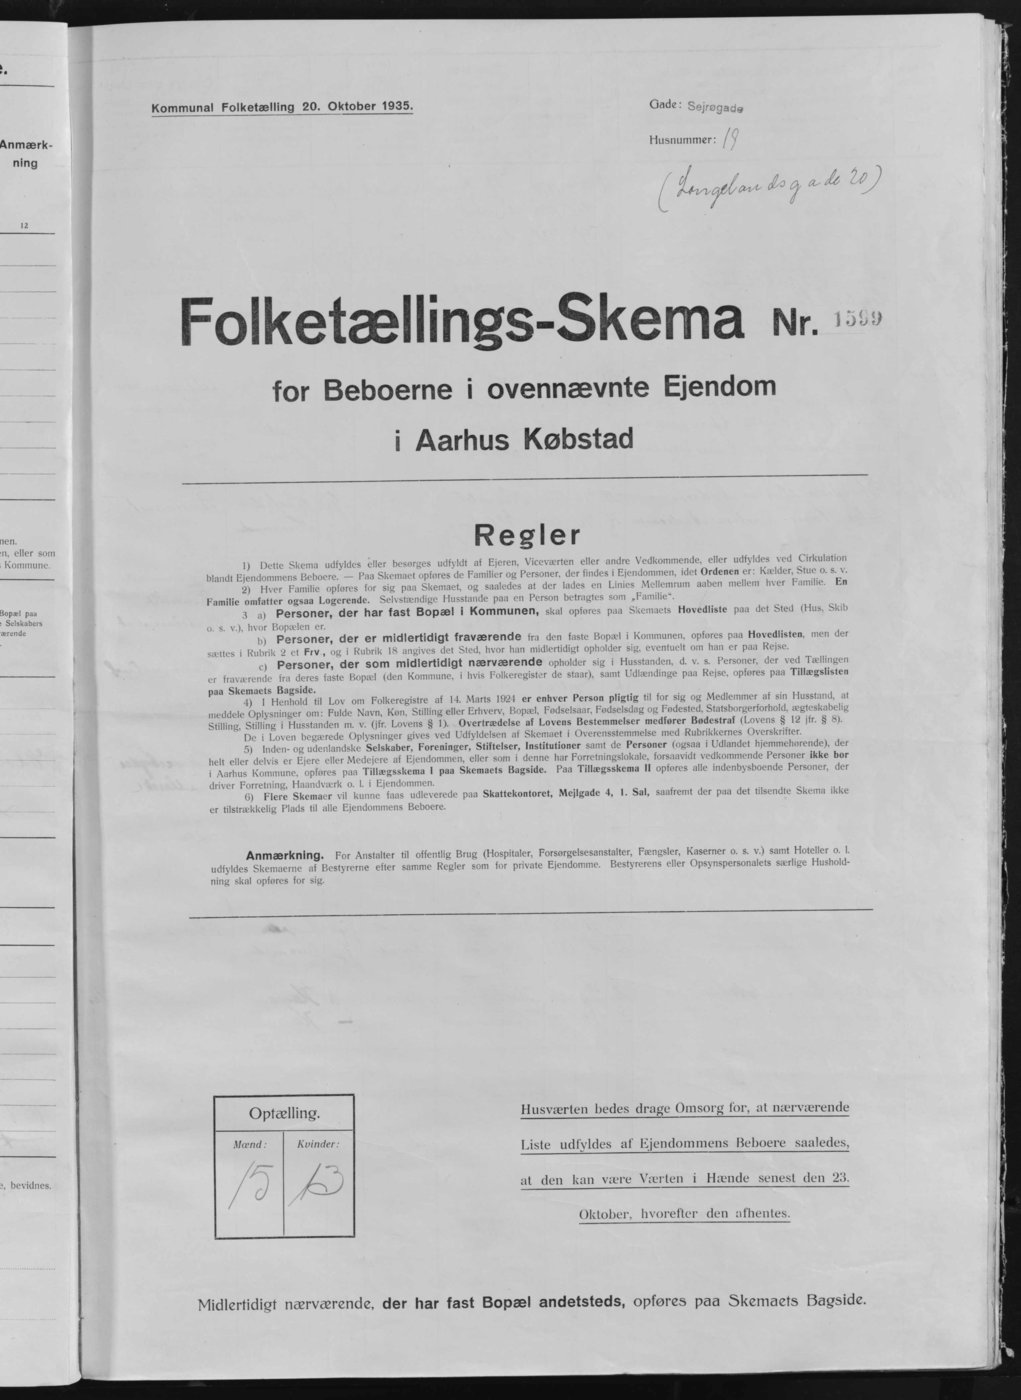 e.
Anmærk-
ning
12
nen.
en, eller som
s Kommune.
Bopæl paa
e Selskabers
værende
e, bevidnes.
Kommunal Folketælling 20. Oktober 1935.
Gade: Sejrøgade
Husnummer: 19
(Langelandsgade 20)
Folketællings-Skema Nr. 1599
for Beboerne i ovennævnte Ejendom
i Aarhus Købstad
Regler
1) Dette Skema udfyldes eller besørges udfyldt af Ejeren, Viceværten eller andre Vedkommende, eller udfyldes ved Cirkulation
blandt Ejendommens Beboere. — Paa Skemaet opføres de Familier og Personer, der findes i Ejendommen, idet Ordenen er: Kælder, Stue o. s. v.
2) Hver Familie opføres for sig paa Skemaet, og saaledes at der lades en Linies Mellemrum aaben mellem hver Familie. En
Familie omfatter ogsaa Logerende. Selvstændige Husstande paa en Person betragtes som „Familie“.
3 a) Personer, der har fast Bopæl i Kommunen, skal opføres paa Skemaets Hovedliste paa det Sted (Hus, Skib
o. s. v.), hvor Bopælen er.
b) Personer, der er midlertidigt fraværende fra den faste Bopæl i Kommunen, opføres paa Hovedlisten, men der
sættes i Rubrik 2 et Frv., og i Rubrik 18 angives det Sted, hvor han midlertidigt opholder sig, eventuelt om han er paa Rejse.
c) Personer, der som midlertidigt nærværende opholder sig i Husstanden, d. v. s. Personer, der ved Tællingen
er fraværende fra deres faste Bopæl (den Kommune, i hvis Folkeregister de staar), samt Udlændinge paa Rejse, opføres paa Tillægslisten
paa Skemaets Bagside.
4) I Henhold til Lov om Folkeregistre af 14. Marts 1924 er enhver Person pligtig til for sig og Medlemmer af sin Husstand, at
meddele Oplysninger om: Fulde Navn, Køn, Stilling eller Erhverv, Bopæl, Fødselsaar, Fødselsdag og Fødested, Statsborgerforhold, ægteskabelig
Stilling, Stilling i Husstanden m. v. (jfr. Lovens § 1). Overtrædelse af Lovens Bestemmelser medfører Bødestraf (Lovens § 12 jfr. § 8).
De i Loven begærede Oplysninger gives ved Udfyldelsen af Skemaet i Overensstemmelse med Rubrikkernes Overskrifter.
5) Inden- og udenlandske Selskaber, Foreninger, Stiftelser, Institutioner samt de Personer (ogsaa i Udlandet hjemmehørende), der
helt eller delvis er Ejere eller Medejere af Ejendommen, eller som i denne har Forretningslokale, forsaavidt vedkommende Personer ikke bor
i Aarhus Kommune, opføres paa Tillægsskema I paa Skemaets Bagside. Paa Tillægsskema II opføres alle indenbysboende Personer, der
driver Forretning, Haandværk o. l. i Ejendommen.
6) Flere Skemaer vil kunne faas udleverede paa Skattekontoret, Mejlgade 4, 1. Sal, saafremt der paa det tilsendte Skema ikke
er tilstrækkelig Plads til alle Ejendommens Beboere.
Anmærkning. For Anstalter til offentlig Brug (Hospitaler, Forsørgelsesanstalter, Fængsler, Kaserner o. s. v.) samt Hoteller o. l.
udfyldes Skemaerne af Bestyrerne efter samme Regler som for private Ejendomme. Bestyrerens eller Opsynspersonalets særlige Hushold-
ning skal opføres for sig.
Optælling.
Mænd: Kvinder:
15 13
Husværten bedes drage Omsorg for, at nærværende
Liste udfyldes af Ejendommens Beboere saaledes,
at den kan være Værten i Hænde senest den 23.
Oktober, hvorefter den afhentes.
Midlertidigt nærværende, der har fast Bopæl andetsteds, opføres paa Skemaets Bagside.